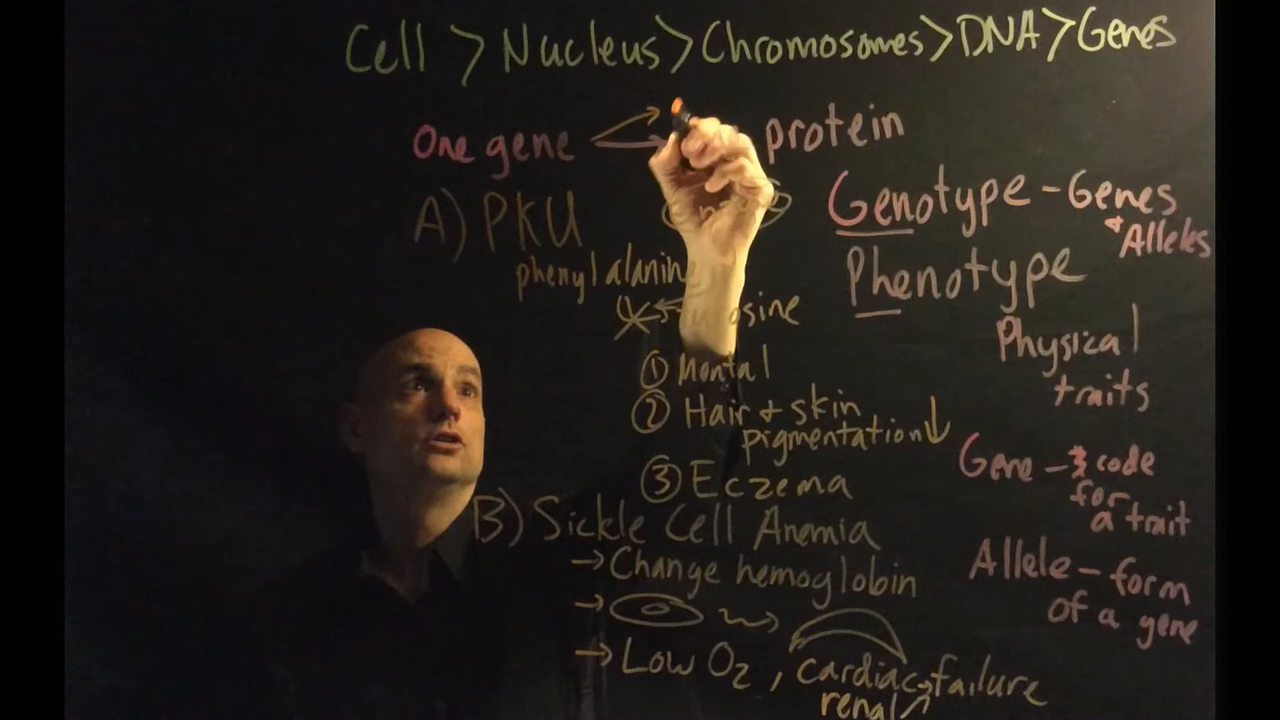 Cell > Nucleus > Chromosomes > DNA > Genes
One gene → protein
A) PKU
phenylalanine
① Mental
② Hair + skin
pigmentation↓
③ Eczema
B) Sickle Cell Anemia
→ Change hemoglobin
→ Low O₂, cardiac failure
renal
Genotype - Genes
+ Alleles
Phenotype
Physical
traits
Gene - code
for
a trait
Allele - form
of a gene